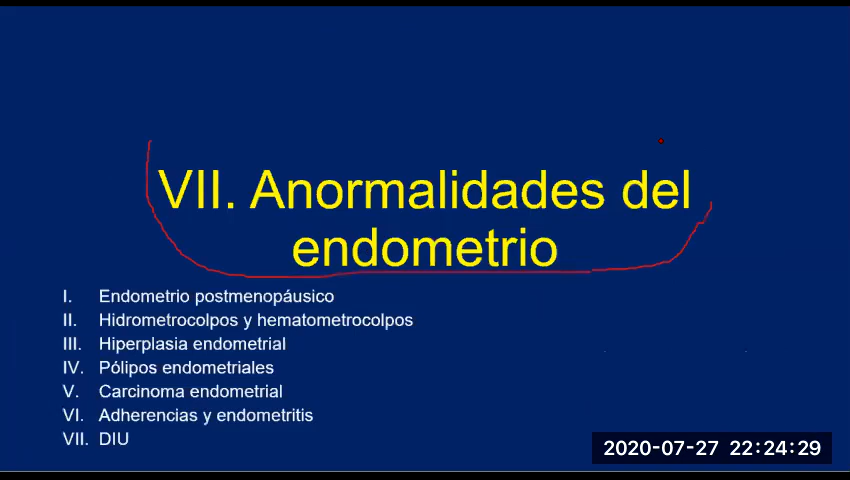 VII. Anormalidades del
endometrio
I. Endometrio postmenopáusico
II. Hidrometrocolpos y hematometrocolpos
III. Hiperplasia endometrial
IV. Pólipos endometriales
V. Carcinoma endometrial
VI. Adherencias y endometritis
VII. DIU
2020-07-27 22:24:29